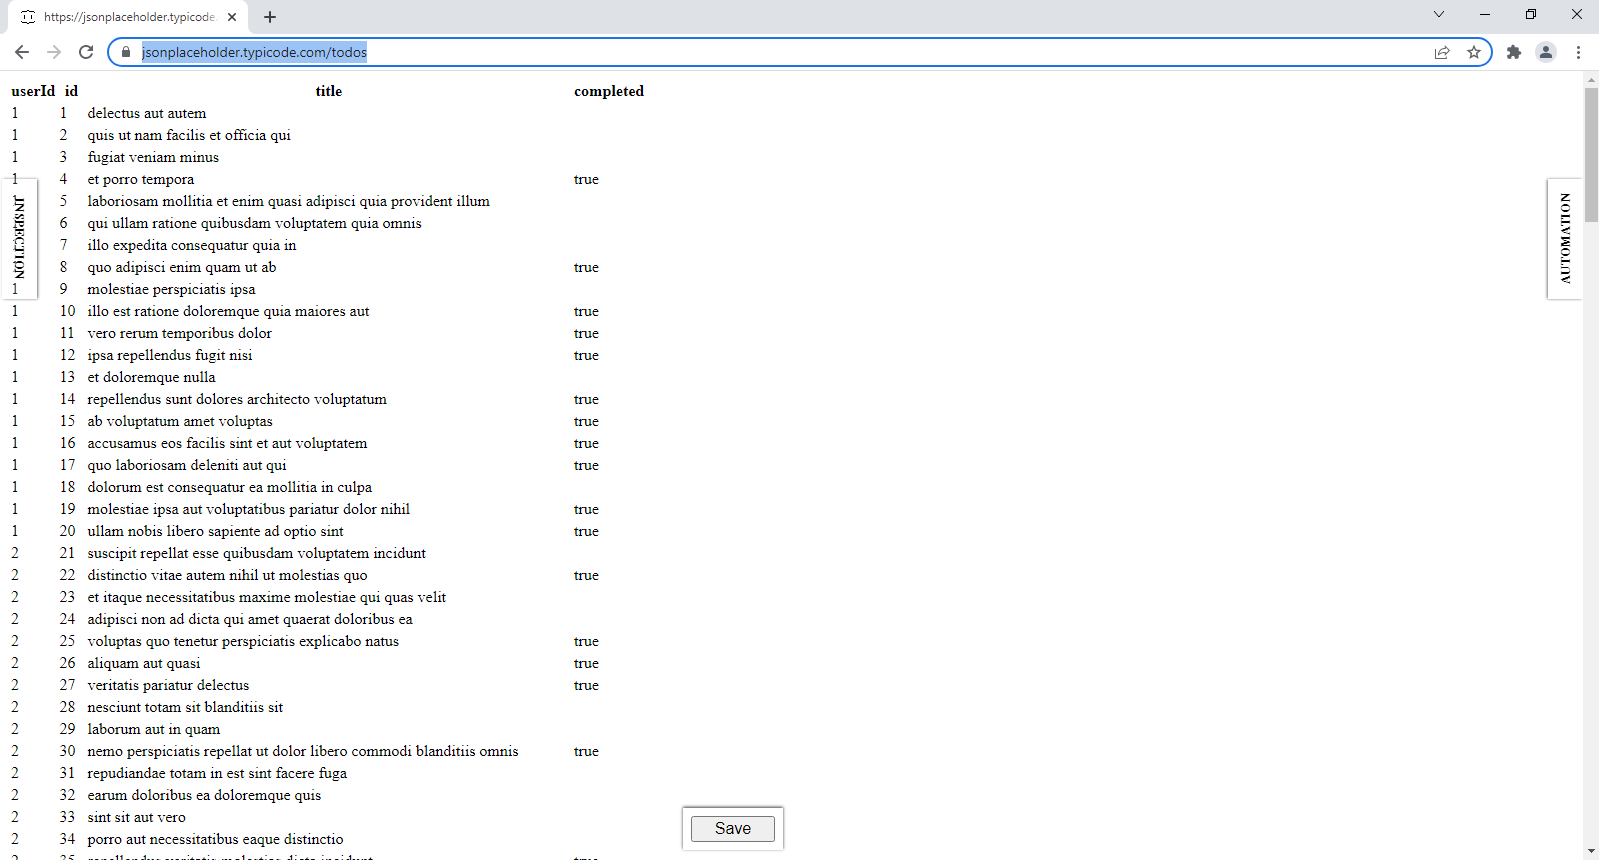 https://jsonplaceholder.typicode.
jsonplaceholder.typicode.com/todos
userId id title completed
1 1 delectus aut autem
1 2 quis ut nam facilis et officia qui
1 3 fugiat veniam minus
1 4 et porro tempora true
5 laboriosam mollitia et enim quasi adipisci quia provident illum
6 qui ullam ratione quibusdam voluptatem quia omnis
7 illo expedita consequatur quia in
8 quo adipisci enim quam ut ab true
1 9 molestiae perspiciatis ipsa
INSPECTION
AUTOMATION
1 10 illo est ratione doloremque quia maiores aut true
1 11 vero rerum temporibus dolor true
1 12 ipsa repellendus fugit nisi true
1 13 et doloremque nulla
1 14 repellendus sunt dolores architecto voluptatum true
1 15 ab voluptatum amet voluptas true
1 16 accusamus eos facilis sint et aut voluptatem true
1 17 quo laboriosam deleniti aut qui true
1 18 dolorum est consequatur ea mollitia in culpa
1 19 molestiae ipsa aut voluptatibus pariatur dolor nihil true
1 20 ullam nobis libero sapiente ad optio sint true
2 21 suscipit repellat esse quibusdam voluptatem incidunt
2 22 distinctio vitae autem nihil ut molestias quo true
2 23 et itaque necessitatibus maxime molestiae qui quas velit
2 24 adipisci non ad dicta qui amet quaerat doloribus ea
2 25 voluptas quo tenetur perspiciatis explicabo natus true
2 26 aliquam aut quasi true
2 27 veritatis pariatur delectus true
2 28 nesciunt totam sit blanditiis sit
2 29 laborum aut in quam
2 30 nemo perspiciatis repellat ut dolor libero commodi blanditiis omnis true
2 31 repudiandae totam in est sint facere fuga
2 32 earum doloribus ea doloremque quis
2 33 sint sit aut vero
2 34 porro aut necessitatibus eaque distinctio
Save